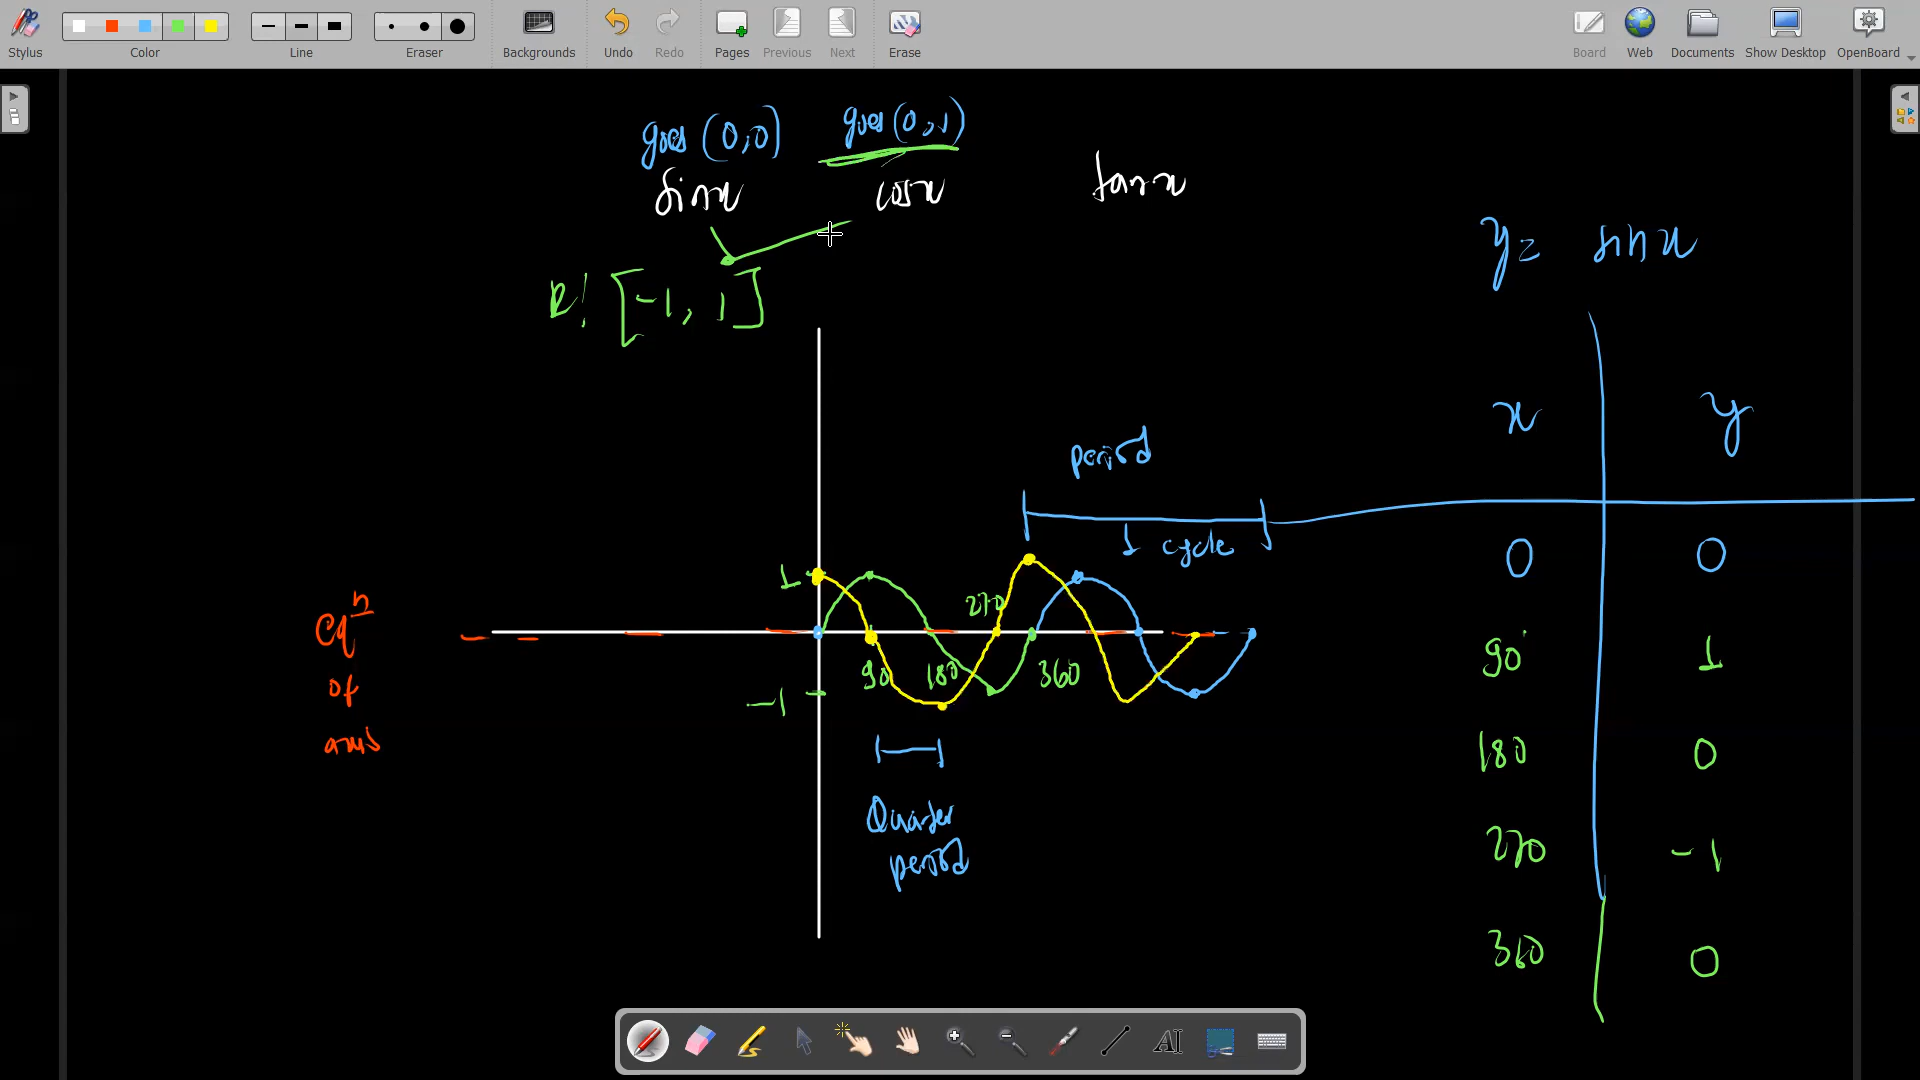 Stylus
Color
Line
Eraser
Backgrounds
Undo
Redo
Pages
Previous
Next
Erase
Board
Web
Documents
Show Desktop
OpenBoard
goes (0,0)
goes (0,1)
sinx
cosx
tanx
R: [-1, 1]
y = sin x
x y
0 0
90° 1
180 0
270 -1
360 0
period
1 cycle
1
-1
90
180
270
360
Quarter
period
eqn
of
axis